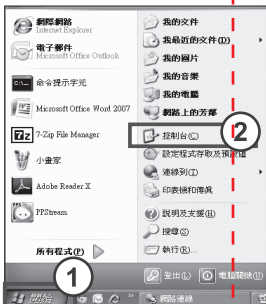 網際網路
Internet Explorer
電子郵件
Microsoft Office Outlook
命令提示字元
Microsoft Office Word 2007
7-Zip File Manager
小畫家
Adobe Reader X
PPStream
所有程式(P)
我的文件
我最近的文件(D)
我的圖片
我的音樂
我的電腦
網路上的芳鄰
控制台(C)
2
設定程式存取及預設值
連線到(T)
印表機和傳真
說明及支援(H)
搜尋(S)
執行(R)...
登出(L)
電腦關機(U)
1
開始
網路連線